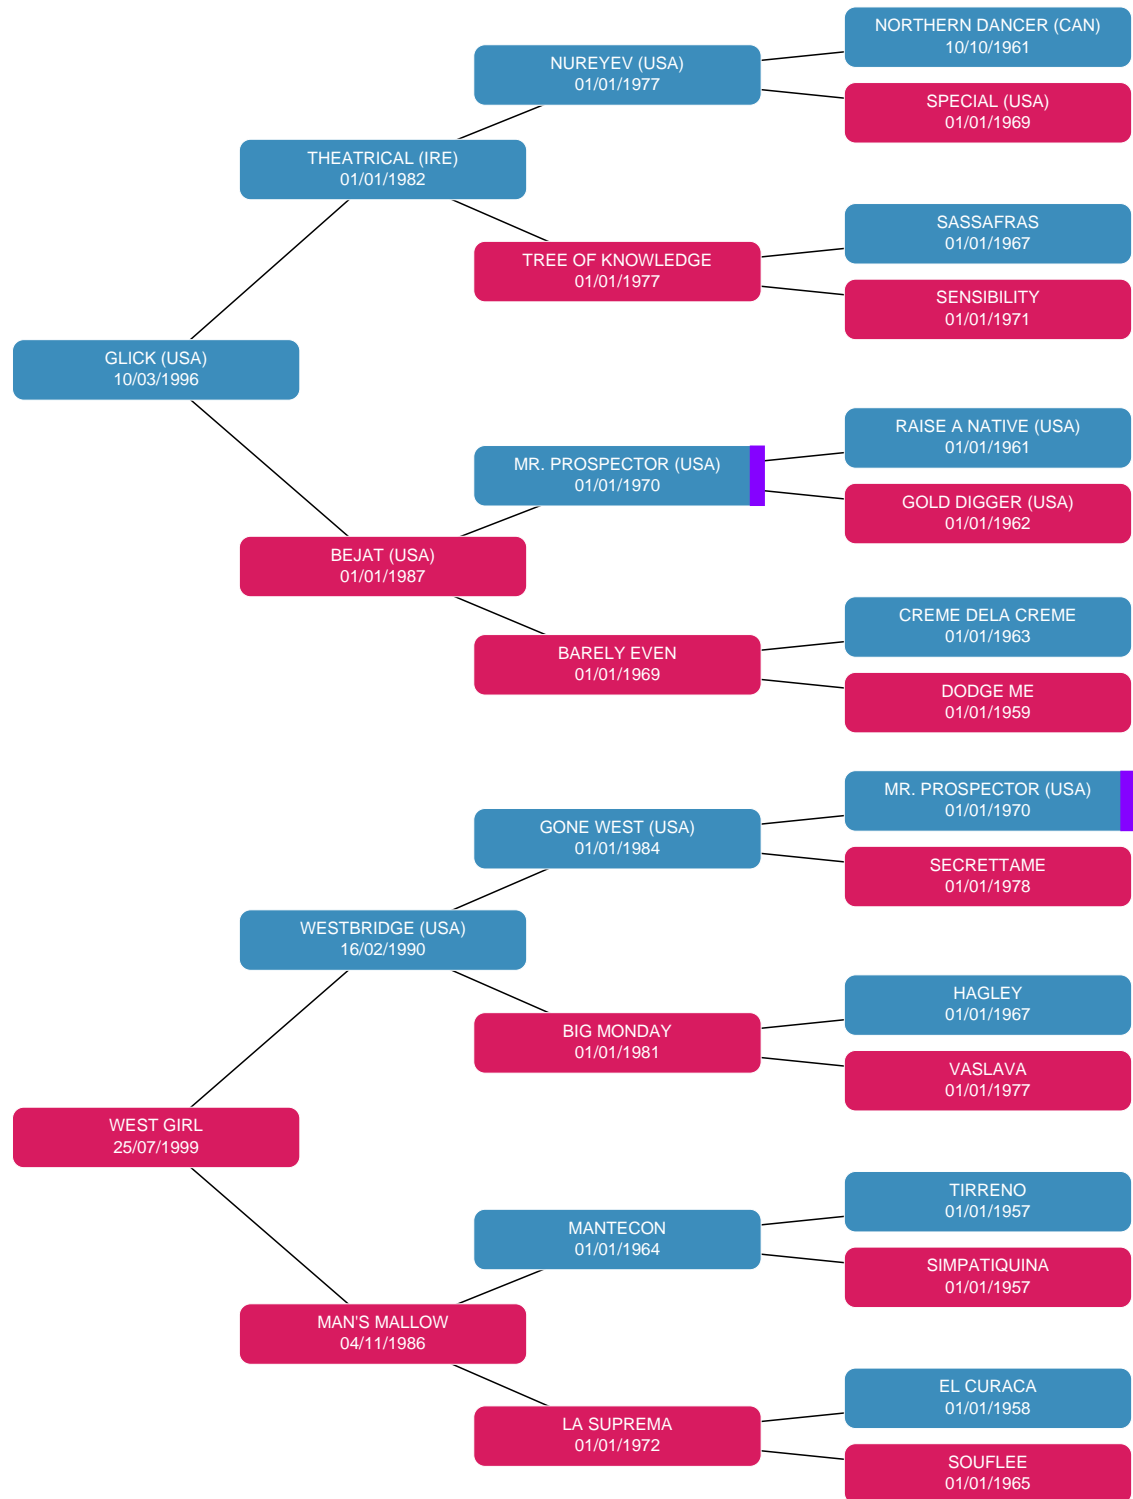 NORTHERN DANCER (CAN)
10/10/1961
NUREYEV (USA)
01/01/1977
SPECIAL (USA)
01/01/1969
THEATRICAL (IRE)
01/01/1982
SASSAFRAS
01/01/1967
TREE OF KNOWLEDGE
01/01/1977
SENSIBILITY
01/01/1971
GLICK (USA)
10/03/1996
RAISE A NATIVE (USA)
01/01/1961
MR. PROSPECTOR (USA)
01/01/1970
GOLD DIGGER (USA)
01/01/1962
BEJAT (USA)
01/01/1987
CREME DELA CREME
01/01/1963
BARELY EVEN
01/01/1969
DODGE ME
01/01/1959
MR. PROSPECTOR (USA)
01/01/1970
GONE WEST (USA)
01/01/1984
SECRETTAME
01/01/1978
WESTBRIDGE (USA)
16/02/1990
HAGLEY
01/01/1967
BIG MONDAY
01/01/1981
VASLAVA
01/01/1977
WEST GIRL
25/07/1999
TIRRENO
01/01/1957
MANTECON
01/01/1964
SIMPATIQUINA
01/01/1957
MAN'S MALLOW
04/11/1986
EL CURACA
01/01/1958
LA SUPREMA
01/01/1972
SOUFLEE
01/01/1965